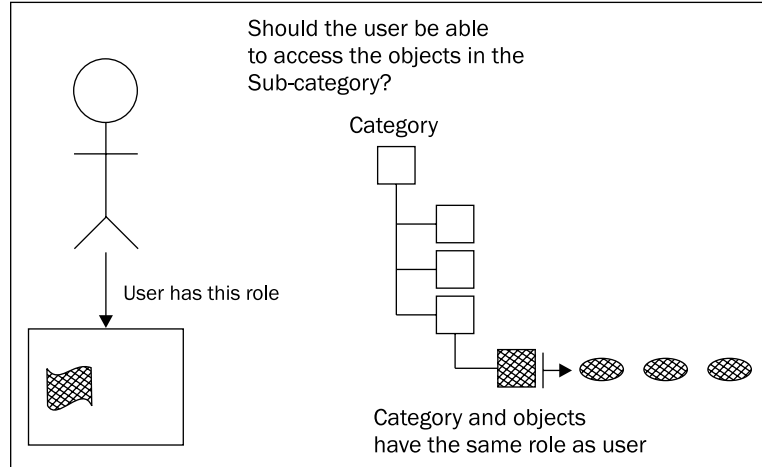 Should the user be able
to access the objects in the
Sub-category?
Category
User has this role
Category and objects
have the same role as user